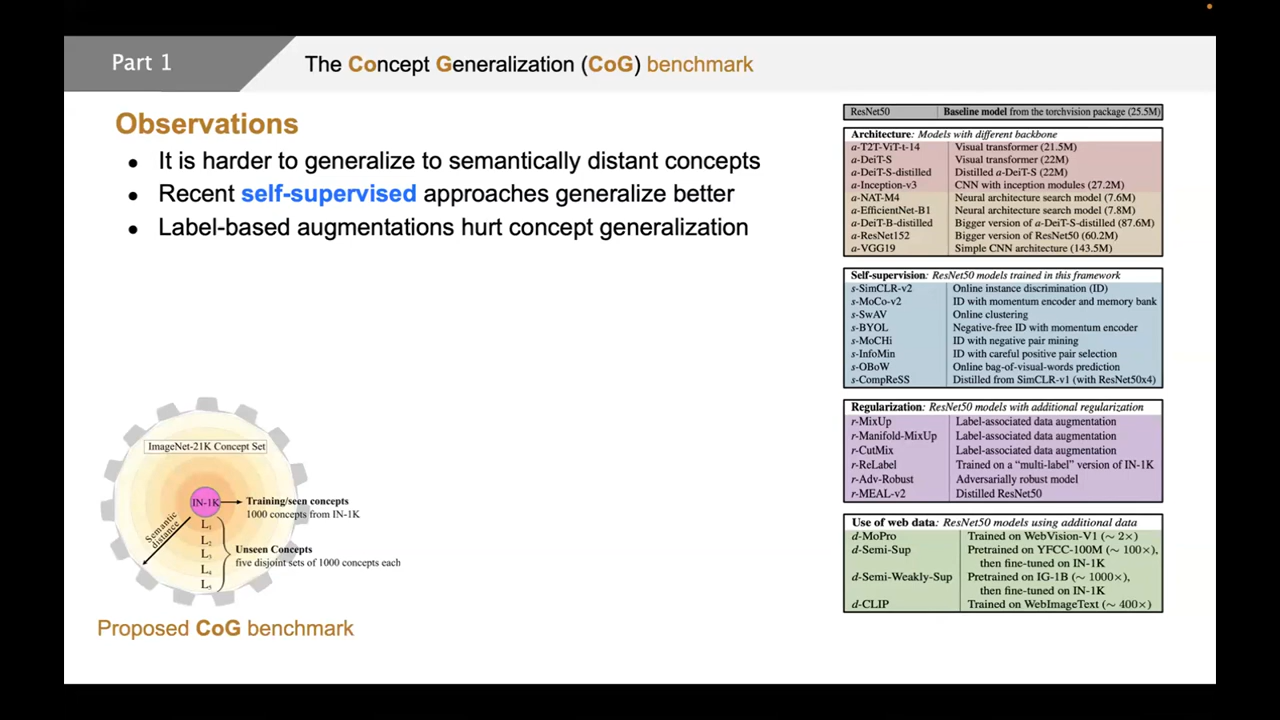 Part 1
The Concept Generalization (CoG) benchmark
Observations
● It is harder to generalize to semantically distant concepts
● Recent self-supervised approaches generalize better
● Label-based augmentations hurt concept generalization
ImageNet-21K Concept Set
IN-1K
Training/seen concepts
1000 concepts from IN-1K
Semantic
distance
L1
L2
L3
L4
L5
Unseen Concepts
five disjoint sets of 1000 concepts each
Proposed CoG benchmark
ResNet50 Baseline model from the torchvision package (25.5M)
Architecture: Models with different backbone
a-T2T-ViT-t-14 Visual transformer (21.5M)
a-DeiT-S Visual transformer (22M)
a-DeiT-S-distilled Distilled a-DeiT-S (22M)
a-Inception-v3 CNN with inception modules (27.2M)
a-NAT-M4 Neural architecture search model (7.6M)
a-EfficientNet-B1 Neural architecture search model (7.8M)
a-DeiT-B-distilled Bigger version of a-DeiT-S-distilled (87.6M)
a-ResNet152 Bigger version of ResNet50 (60.2M)
a-VGG19 Simple CNN architecture (143.5M)
Self-supervision: ResNet50 models trained in this framework
s-SimCLR-v2 Online instance discrimination (ID)
s-MoCo-v2 ID with momentum encoder and memory bank
s-SwAV Online clustering
s-BYOL Negative-free ID with momentum encoder
s-MoCHi ID with negative pair mining
s-InfoMin ID with careful positive pair selection
s-OBoW Online bag-of-visual-words prediction
s-CompReSS Distilled from SimCLR-v1 (with ResNet50x4)
Regularization: ResNet50 models with additional regularization
r-MixUp Label-associated data augmentation
r-Manifold-MixUp Label-associated data augmentation
r-CutMix Label-associated data augmentation
r-ReLabel Trained on a “multi-label” version of IN-1K
r-Adv-Robust Adversarially robust model
r-MEAL-v2 Distilled ResNet50
Use of web data: ResNet50 models using additional data
d-MoPro Trained on WebVision-V1 (∼ 2×)
d-Semi-Sup Pretrained on YFCC-100M (∼ 100×),
then fine-tuned on IN-1K
d-Semi-Weakly-Sup Pretrained on IG-1B (∼ 1000×),
then fine-tuned on IN-1K
d-CLIP Trained on WebImageText (∼ 400×)